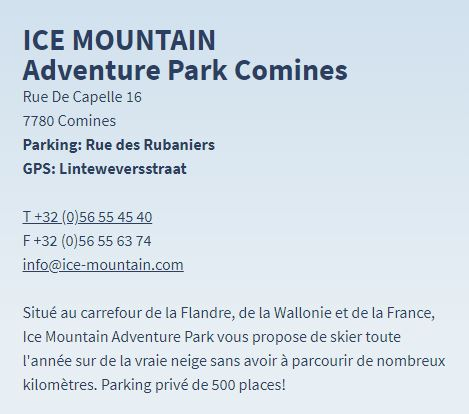 ICE MOUNTAIN
Adventure Park Comines
Rue De Capelle 16
7780 Comines
Parking: Rue des Rubaniers
GPS: Linteweversstraat
T +32 (0)56 55 45 40
F +32 (0)56 55 63 74
info@ice-mountain.com
Situé au carrefour de la Flandre, de la Wallonie et de la France,
Ice Mountain Adventure Park vous propose de skier toute
l'année sur de la vraie neige sans avoir à parcourir de nombreux
kilomètres. Parking privé de 500 places!